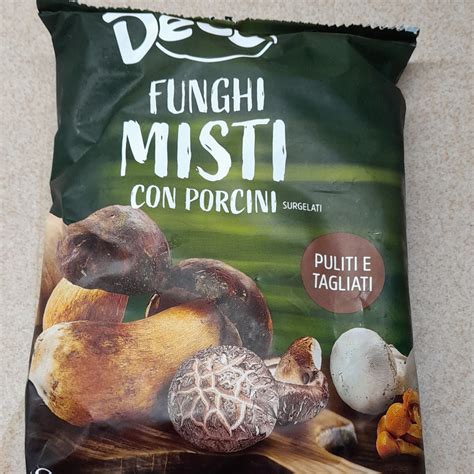 FUNGHI
MISTI
CON PORCINI
SURGELATI
PULITI E
TAGLIATI